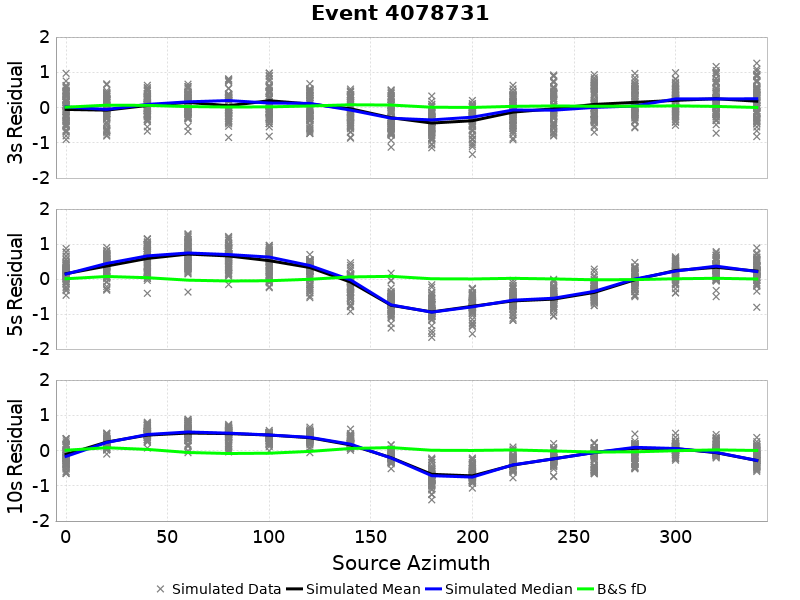 Event 4078731
3s Residual
2
1
0
-1
-2
5s Residual
2
1
0
-1
-2
10s Residual
2
1
0
-1
-2
0 50 100 150 200 250 300
Source Azimuth
Simulated Data Simulated Mean Simulated Median B&S fD